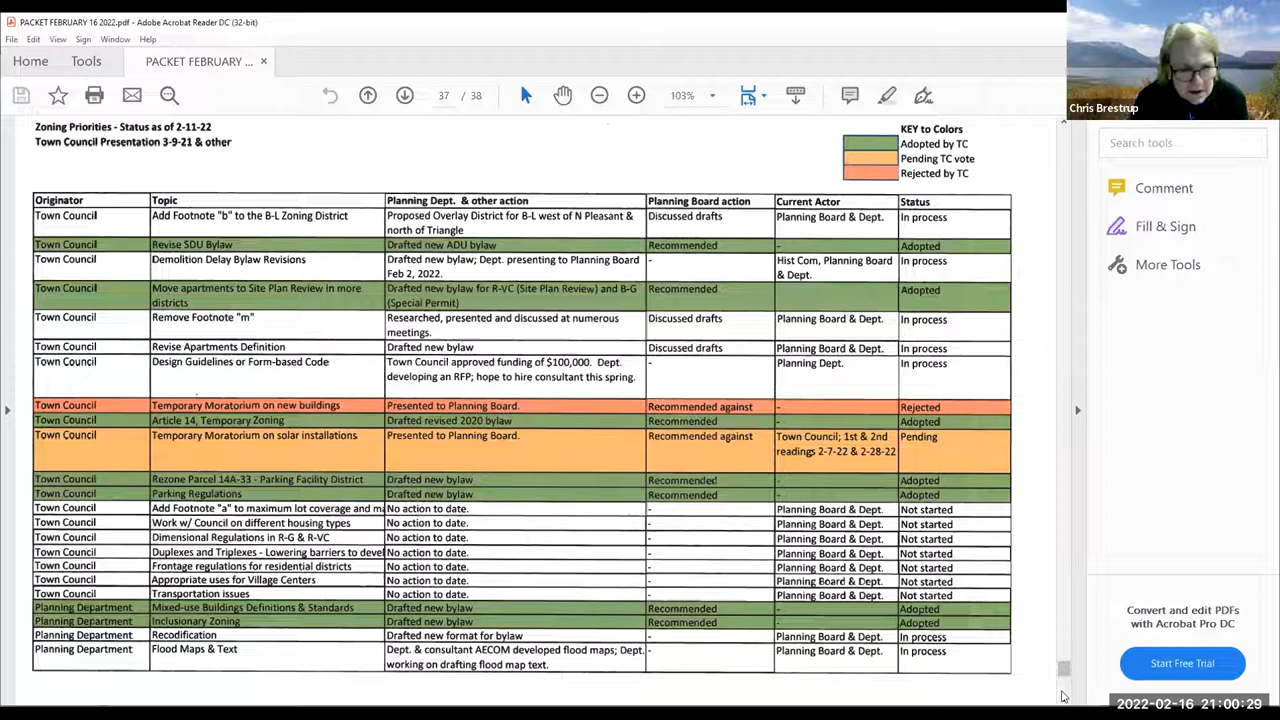 PACKET FEBRUARY 16 2022.pdf - Adobe Acrobat Reader DC (32-bit)
File Edit View Sign Window Help
Home Tools PACKET FEBRUARY ... ×
37 / 38 103%
Chris Brestrup
Zoning Priorities - Status as of 2-11-22
Town Council Presentation 3-9-21 & other
KEY to Colors
Adopted by TC
Pending TC vote
Rejected by TC
Originator Topic Planning Dept. & other action Planning Board action Current Actor Status
Town Council Add Footnote "b" to the B-L Zoning District Proposed Overlay District for B-L west of N Pleasant & Discussed drafts Planning Board & Dept. In process
north of Triangle
Town Council Revise SDU Bylaw Drafted new ADU bylaw Recommended - Adopted
Town Council Demolition Delay Bylaw Revisions Drafted new bylaw; Dept. presenting to Planning Board - Hist Com, Planning Board In process
Feb 2, 2022. & Dept.
Town Council Move apartments to Site Plan Review in more Drafted new bylaw for R-VC (Site Plan Review) and B-G Recommended Adopted
districts (Special Permit)
Town Council Remove Footnote "m" Researched, presented and discussed at numerous Discussed drafts Planning Board & Dept. In process
meetings.
Town Council Revise Apartments Definition Drafted new bylaw Discussed drafts Planning Board & Dept. In process
Town Council Design Guidelines or Form-based Code Town Council approved funding of $100,000. Dept. - Planning Dept. In process
developing an RFP; hope to hire consultant this spring.
Town Council Temporary Moratorium on new buildings Presented to Planning Board. Recommended against - Rejected
Town Council Article 14, Temporary Zoning Drafted revised 2020 bylaw Recommended - Adopted
Town Council Temporary Moratorium on solar installations Presented to Planning Board. Recommended against Town Council; 1st & 2nd Pending
readings 2-7-22 & 2-28-22
Town Council Rezone Parcel 14A-33 - Parking Facility District Drafted new bylaw Recommended - Adopted
Town Council Parking Regulations Drafted new bylaw Recommended - Adopted
Town Council Add Footnote "a" to maximum lot coverage and ma No action to date. - Planning Board & Dept. Not started
Town Council Work w/ Council on different housing types No action to date. - Planning Board & Dept. Not started
Town Council Dimensional Regulations in R-G & R-VC No action to date. - Planning Board & Dept. Not started
Town Council Duplexes and Triplexes - Lowering barriers to devel No action to date. - Planning Board & Dept. Not started
Town Council Frontage regulations for residential districts No action to date. - Planning Board & Dept. Not started
Town Council Appropriate uses for Village Centers No action to date. - Planning Board & Dept. Not started
Town Council Transportation issues No action to date. - Planning Board & Dept. Not started
Planning Department Mixed-use Buildings Definitions & Standards Drafted new bylaw Recommended - Adopted
Planning Department Inclusionary Zoning Drafted new bylaw Recommended - Adopted
Planning Department Recodification Drafted new format for bylaw - Planning Board & Dept. In process
Planning Department Flood Maps & Text Dept. & consultant AECOM developed flood maps; Dept. - Planning Board & Dept. In process
working on drafting flood map text.
Search tools...
Comment
Fill & Sign
More Tools
Convert and edit PDFs
with Acrobat Pro DC
Start Free Trial
2022-02-16 21:00:29